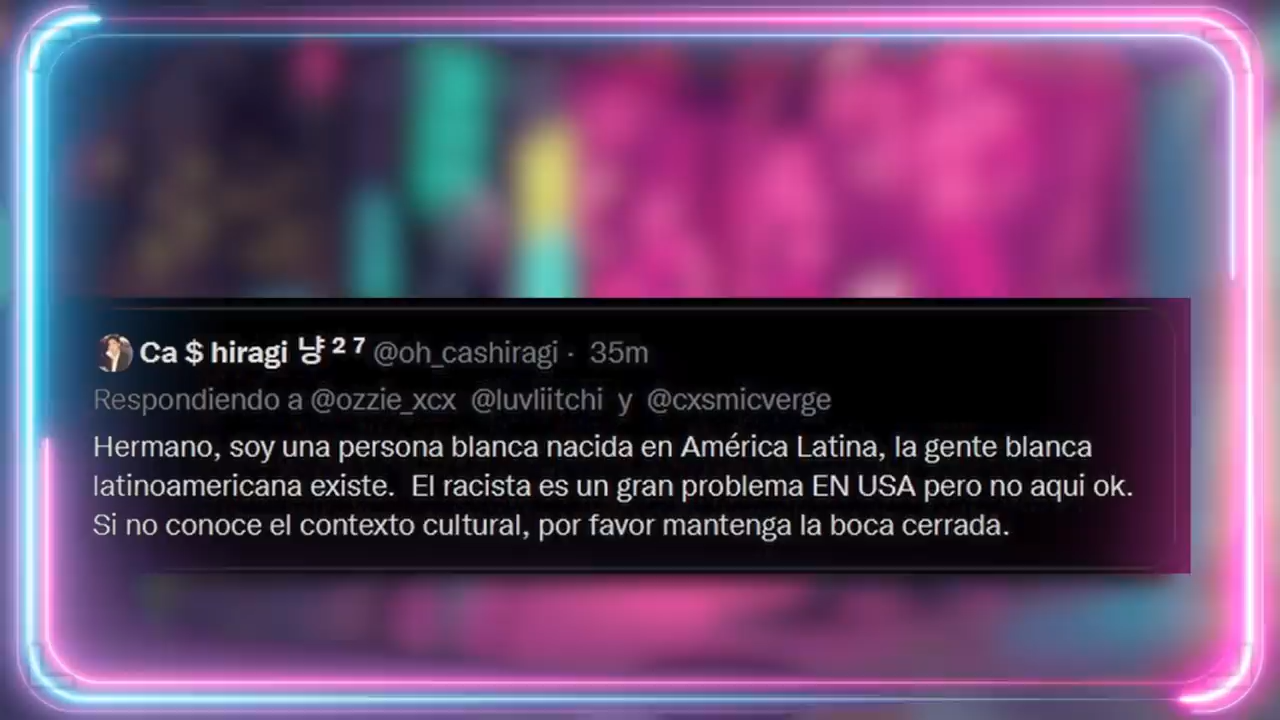 Ca $ hiragi 냥 ² ⁷ @oh_cashiragi · 35m
Respondiendo a @ozzie_xcx @luvliitchi y @cxsmicverge
Hermano, soy una persona blanca nacida en América Latina, la gente blanca
latinoamericana existe. El racista es un gran problema EN USA pero no aqui ok.
Si no conoce el contexto cultural, por favor mantenga la boca cerrada.